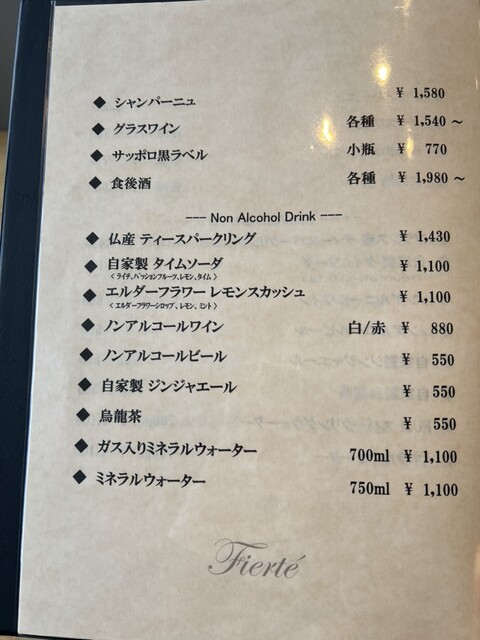 ◆ シャンパーニュ ￥ 1,580
◆ グラスワイン 各種 ￥ 1,540 ～
◆ サッポロ黒ラベル 小瓶 ￥ 770
◆ 食後酒 各種 ￥ 1,980 ～
--- Non Alcohol Drink ---
◆ 仏産 ティースパークリング ￥ 1,430
◆ 自家製 タイムソーダ ￥ 1,100
〈ライチ、パッションフルーツ、レモン、タイム〉
◆ エルダーフラワー レモンスカッシュ ￥ 1,100
〈エルダーフラワーシロップ、レモン、ミント〉
◆ ノンアルコールワイン 白/赤 ￥ 880
◆ ノンアルコールビール ￥ 550
◆ 自家製 ジンジャエール ￥ 550
◆ 烏龍茶 ￥ 550
◆ ガス入りミネラルウォーター 700ml ￥ 1,100
◆ ミネラルウォーター 750ml ￥ 1,100
Fierté